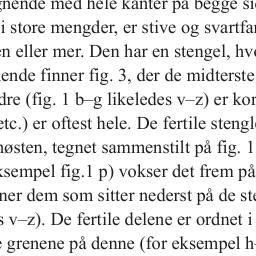 gnende med hele kanter på begge si
i store mengder, er stive og svartfar
en eller mer. Den har en stengel, hvo
ende finner fig. 3, der de midterste
dre (fig. 1 b–g likeledes v–z) er kor
etc.) er oftest hele. De fertile stengle
høsten, tegnet sammenstilt på fig. 1
ksempel fig.1 p) vokser det frem på
ner dem som sitter nederst på de ste
s v–z). De fertile delene er ordnet i
e grenene på denne (for eksempel h-